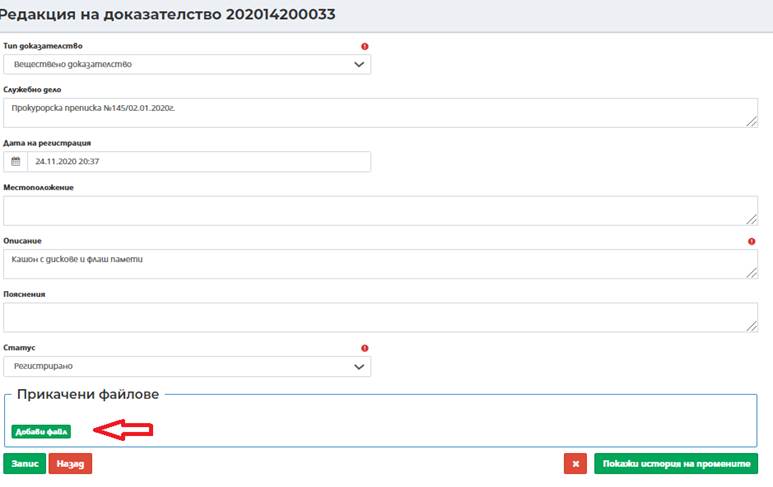 Редакция на доказателство 202014200033
Тип доказателство
Веществено доказателство
Служебно дело
Прокурорска преписка №145/02.01.2020г.
Дата на регистрация
24.11.2020 20:37
Местоположение
Описание
Кашон с дискове и флаш памети
Пояснения
Статус
Регистрирано
Прикачени файлове
Добави файл
Запис Назад Покажи история на промените